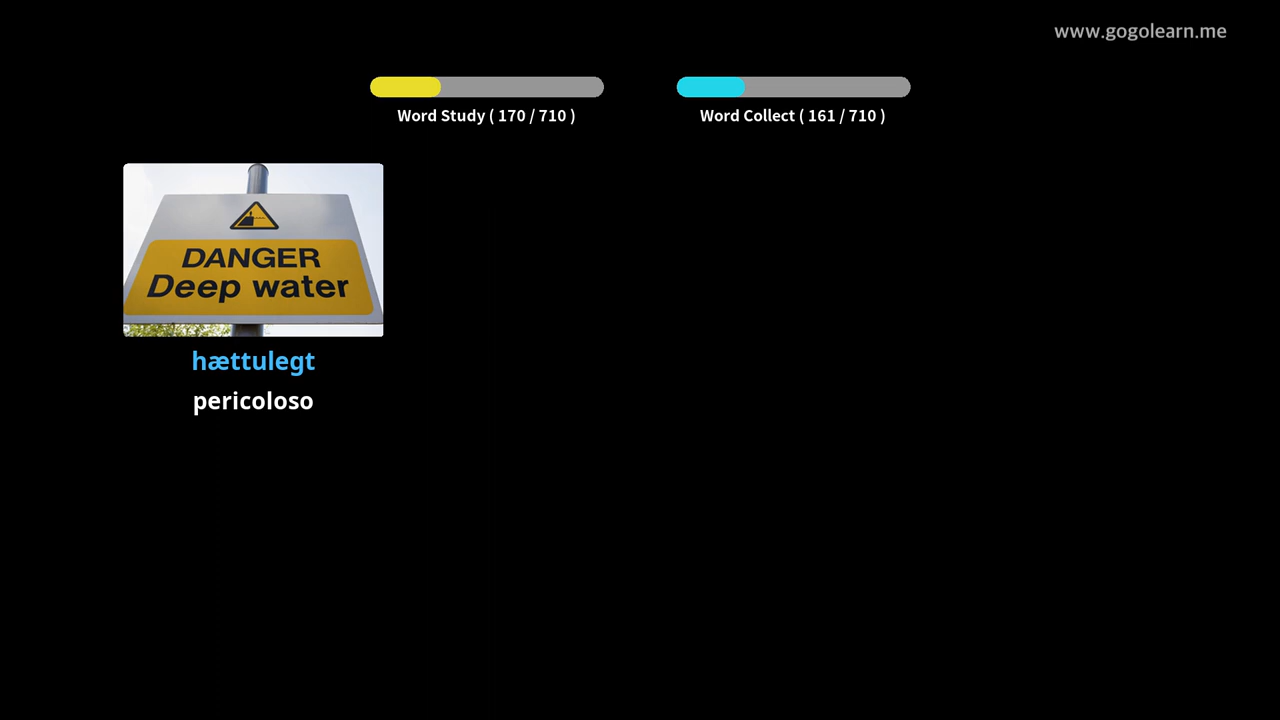 www.gogolearn.me
Word Study ( 170 / 710 )
Word Collect ( 161 / 710 )
DANGER
Deep water
hættulegt
pericoloso